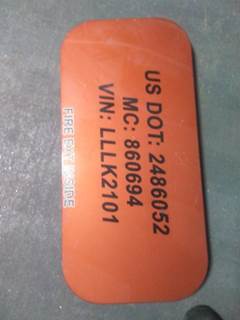 US DOT: 2486052
MC: 860694
VIN: LLLK2101
FIRE EXT INSIDE